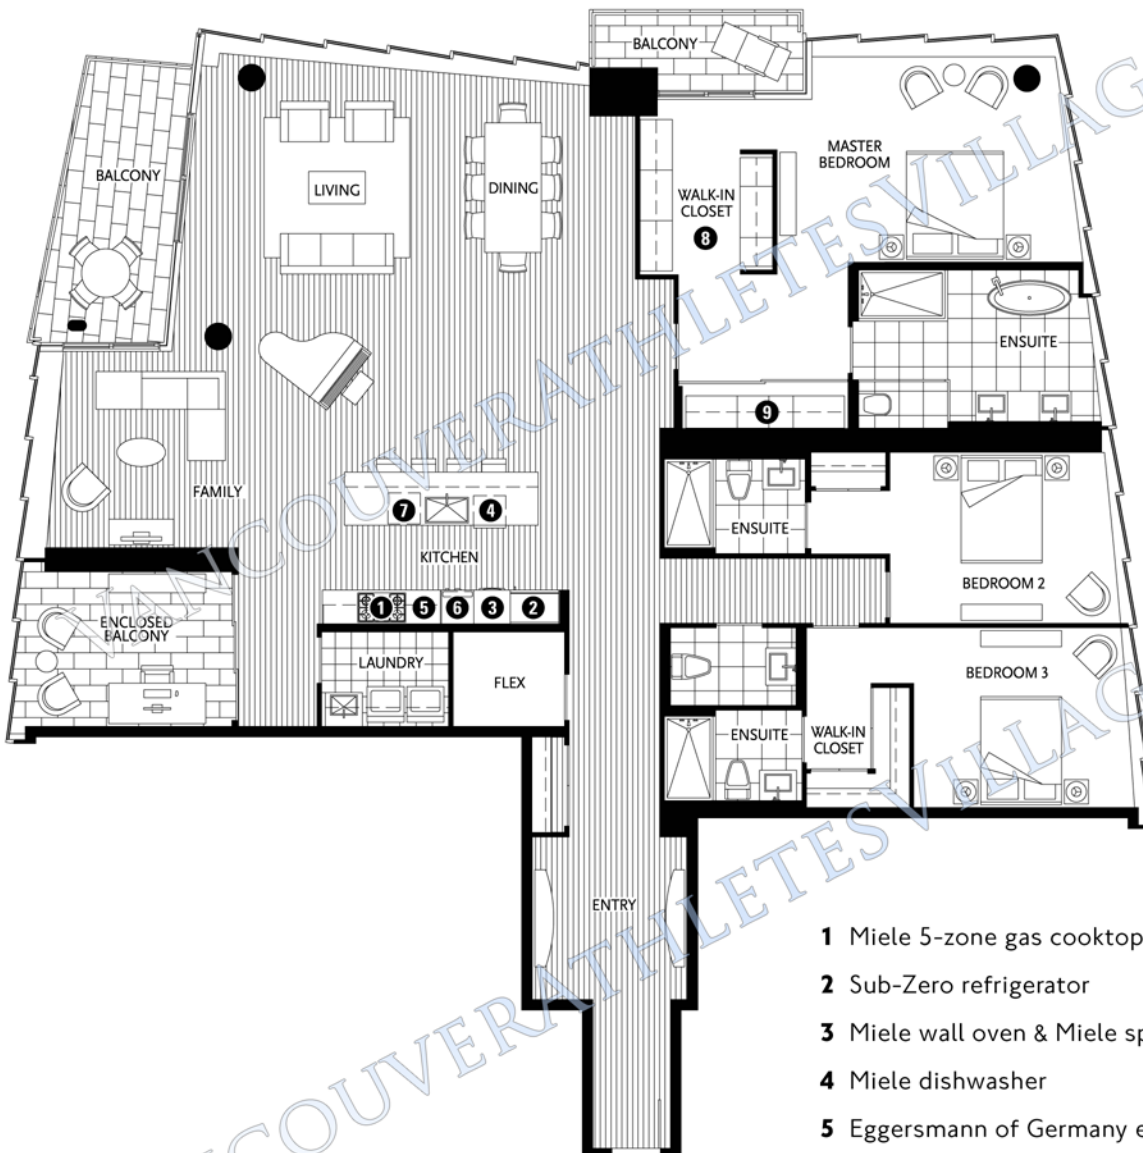 BALCONY
BALCONY
LIVING
DINING
WALK-IN
CLOSET
8
MASTER
BEDROOM
ENSUITE
9
FAMILY
7
4
KITCHEN
ENSUITE
BEDROOM 2
1
5
6
3
2
ENCLOSED
BALCONY
LAUNDRY
FLEX
BEDROOM 3
ENSUITE
WALK-IN
CLOSET
ENTRY
1 Miele 5-zone gas cooktop
2 Sub-Zero refrigerator
3 Miele wall oven & Miele sp
4 Miele dishwasher
5 Eggersmann of Germany e
VANCOUVERATHLETESVILLAG
NCOUVERATHLETESVILLAG